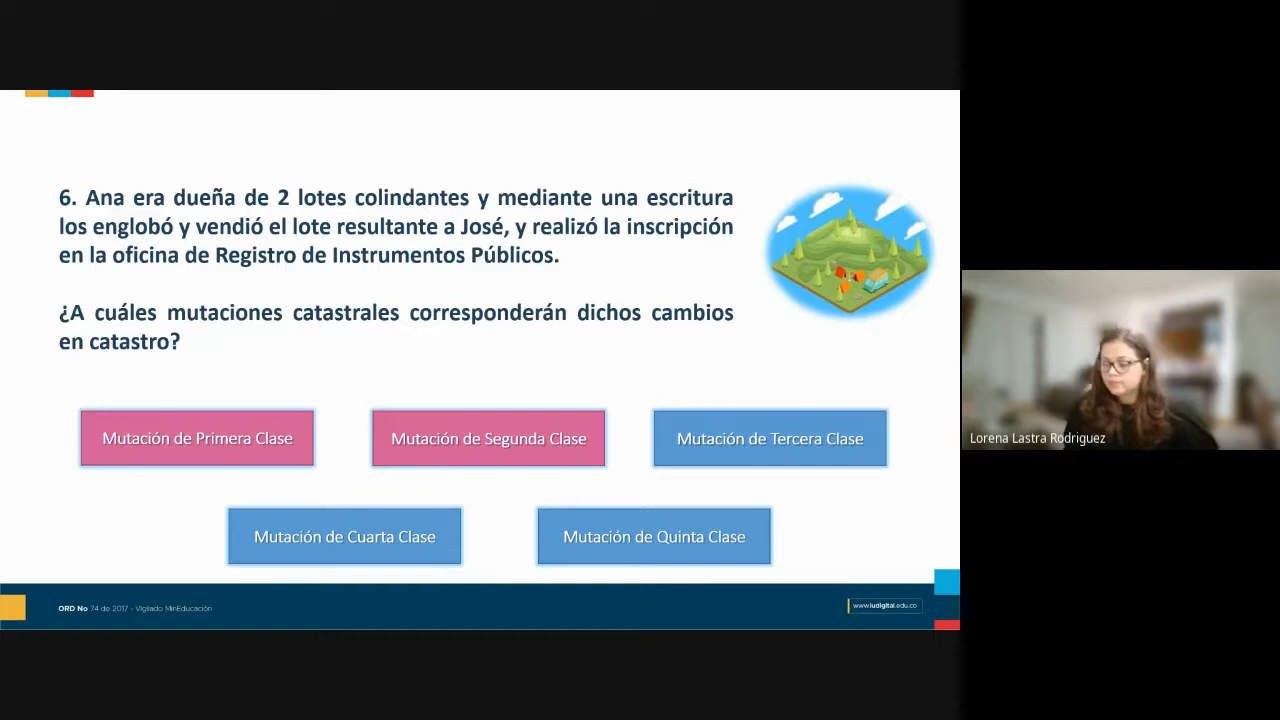 6. Ana era dueña de 2 lotes colindantes y mediante una escritura
los englobó y vendió el lote resultante a José, y realizó la inscripción
en la oficina de Registro de Instrumentos Públicos.
¿A cuáles mutaciones catastrales corresponderán dichos cambios
en catastro?
Mutación de Primera Clase
Mutación de Segunda Clase
Mutación de Tercera Clase
Mutación de Cuarta Clase
Mutación de Quinta Clase
ORD No 74 de 2017 - Vigilado MinEducación
www.iudigital.edu.co
Lorena Lastra Rodriguez